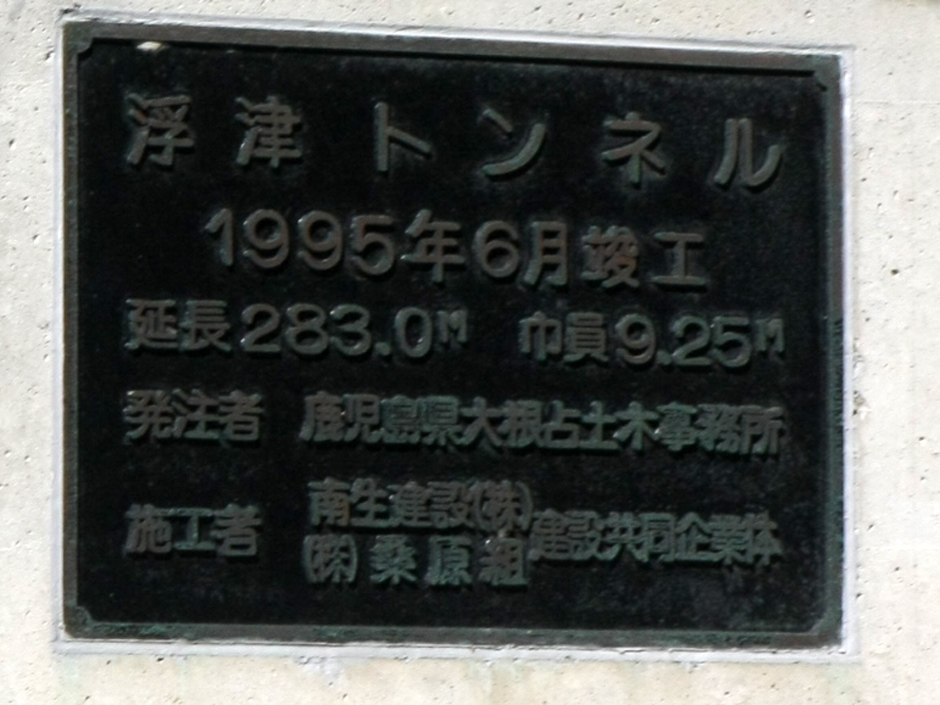 浮津トンネル
1995年6月竣工
延長283.0M 巾員9.25M
発注者 鹿児島県大根占土木事務所
施工者 南生建設(株) 建設共同企業体
(株)桑原組